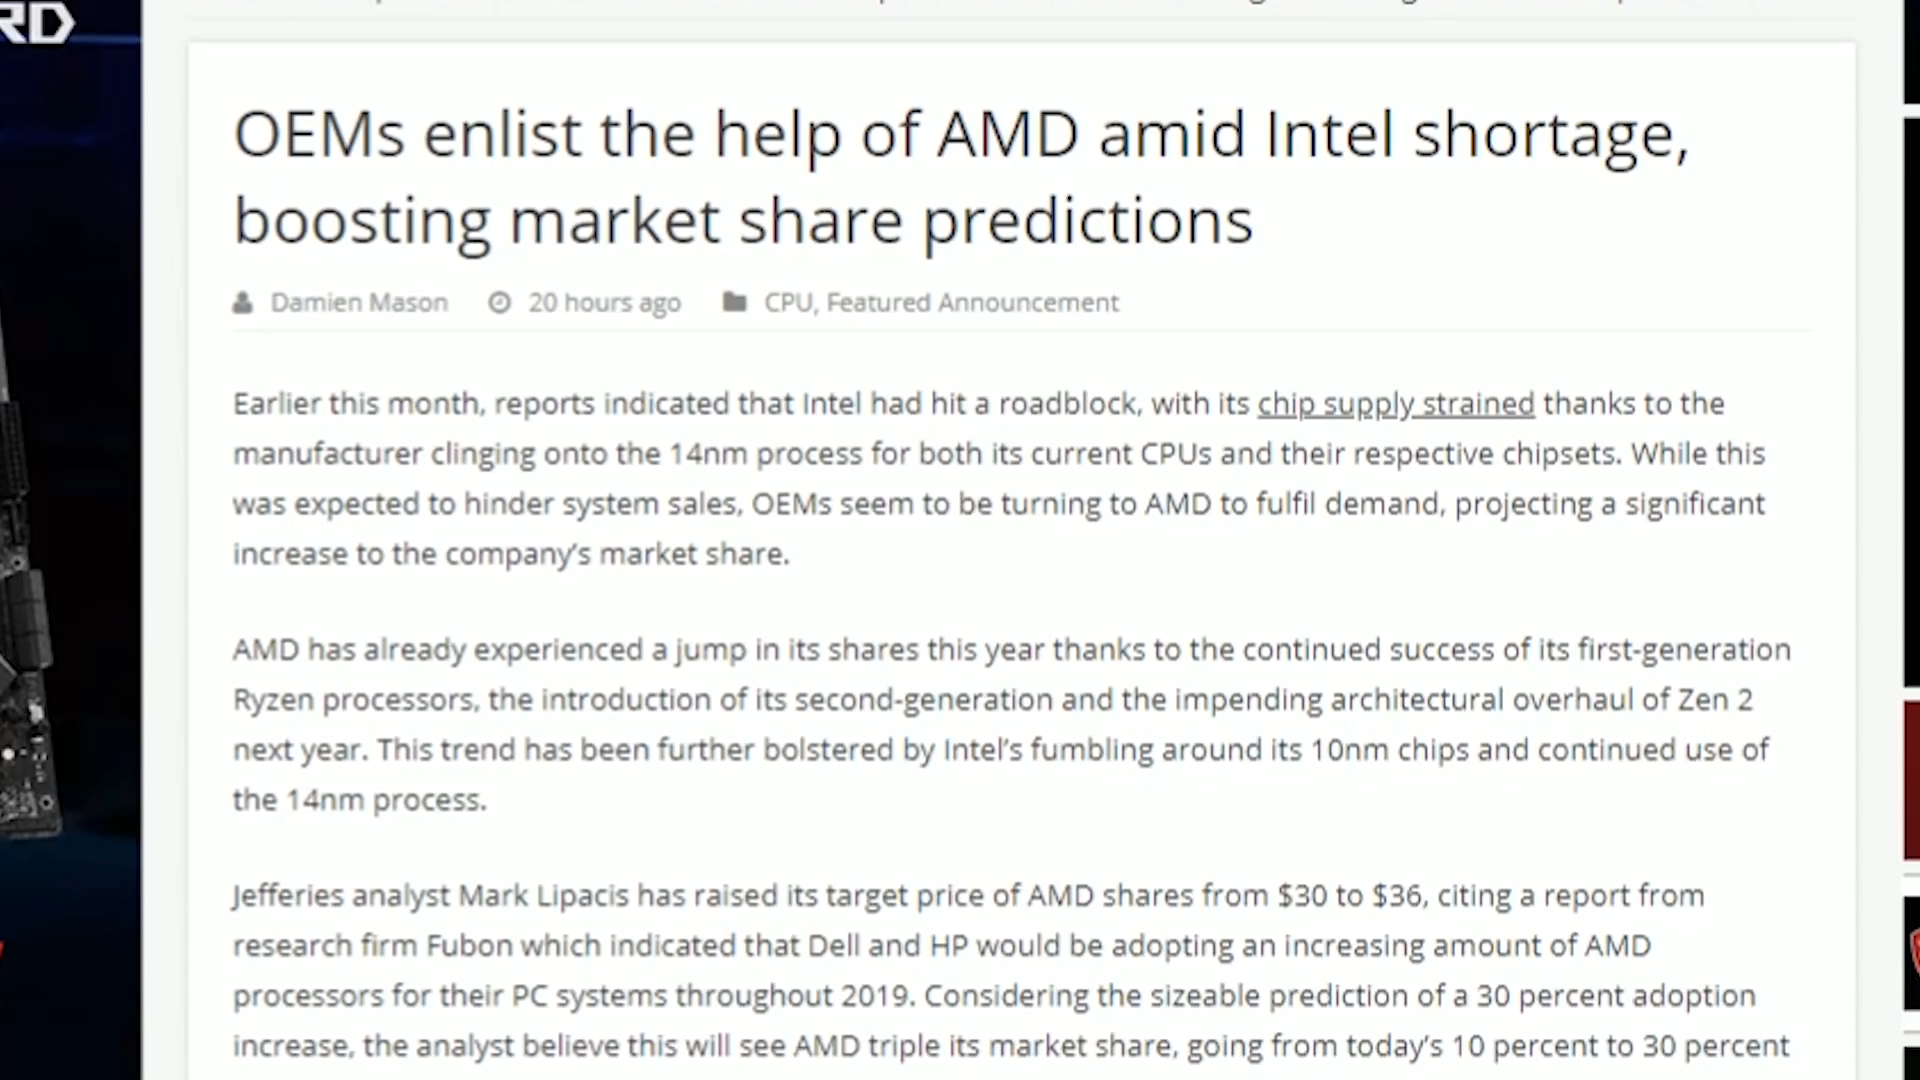 RD
OEMs enlist the help of AMD amid Intel shortage,
boosting market share predictions
Damien Mason 20 hours ago CPU, Featured Announcement
Earlier this month, reports indicated that Intel had hit a roadblock, with its chip supply strained thanks to the
manufacturer clinging onto the 14nm process for both its current CPUs and their respective chipsets. While this
was expected to hinder system sales, OEMs seem to be turning to AMD to fulfil demand, projecting a significant
increase to the company’s market share.
AMD has already experienced a jump in its shares this year thanks to the continued success of its first-generation
Ryzen processors, the introduction of its second-generation and the impending architectural overhaul of Zen 2
next year. This trend has been further bolstered by Intel’s fumbling around its 10nm chips and continued use of
the 14nm process.
Jefferies analyst Mark Lipacis has raised its target price of AMD shares from $30 to $36, citing a report from
research firm Fubon which indicated that Dell and HP would be adopting an increasing amount of AMD
processors for their PC systems throughout 2019. Considering the sizeable prediction of a 30 percent adoption
increase, the analyst believe this will see AMD triple its market share, going from today’s 10 percent to 30 percent